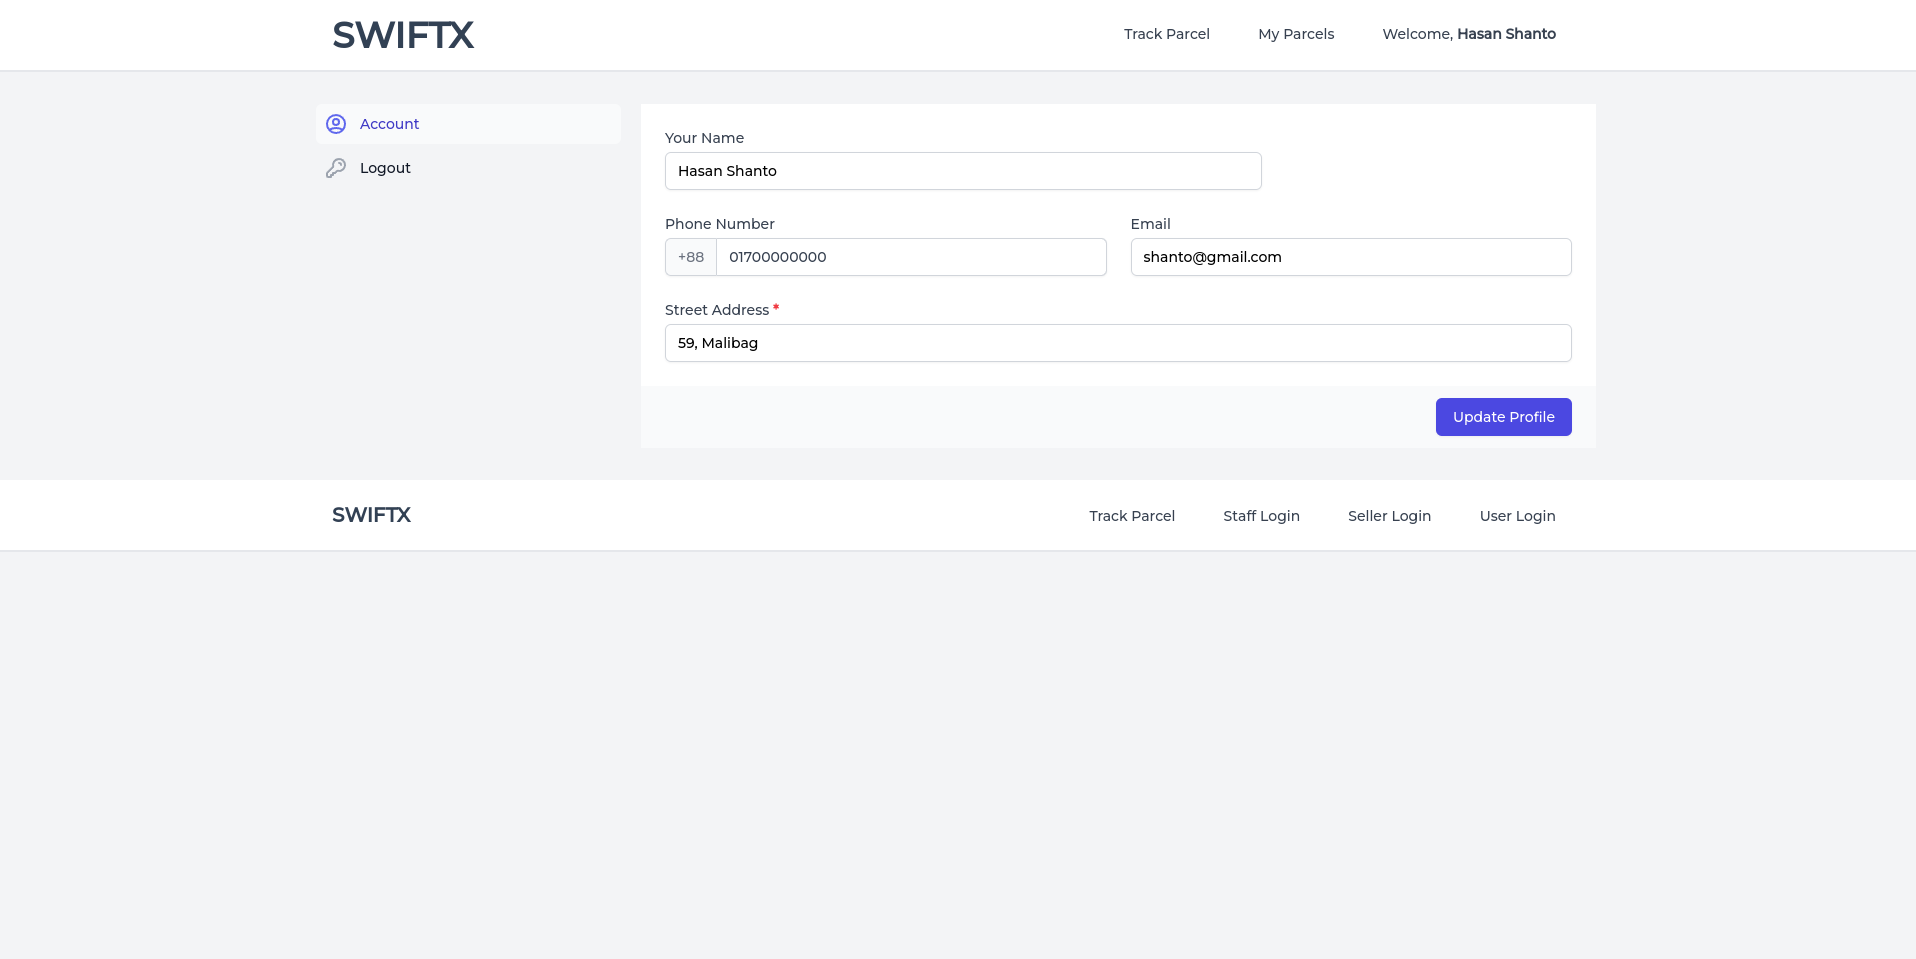 SWIFTX
Track Parcel
My Parcels
Welcome, Hasan Shanto
Account
Logout
Your Name
Hasan Shanto
Phone Number
Email
+88
01700000000
shanto@gmail.com
Street Address *
59, Malibag
Update Profile
SWIFTX
Track Parcel
Staff Login
Seller Login
User Login